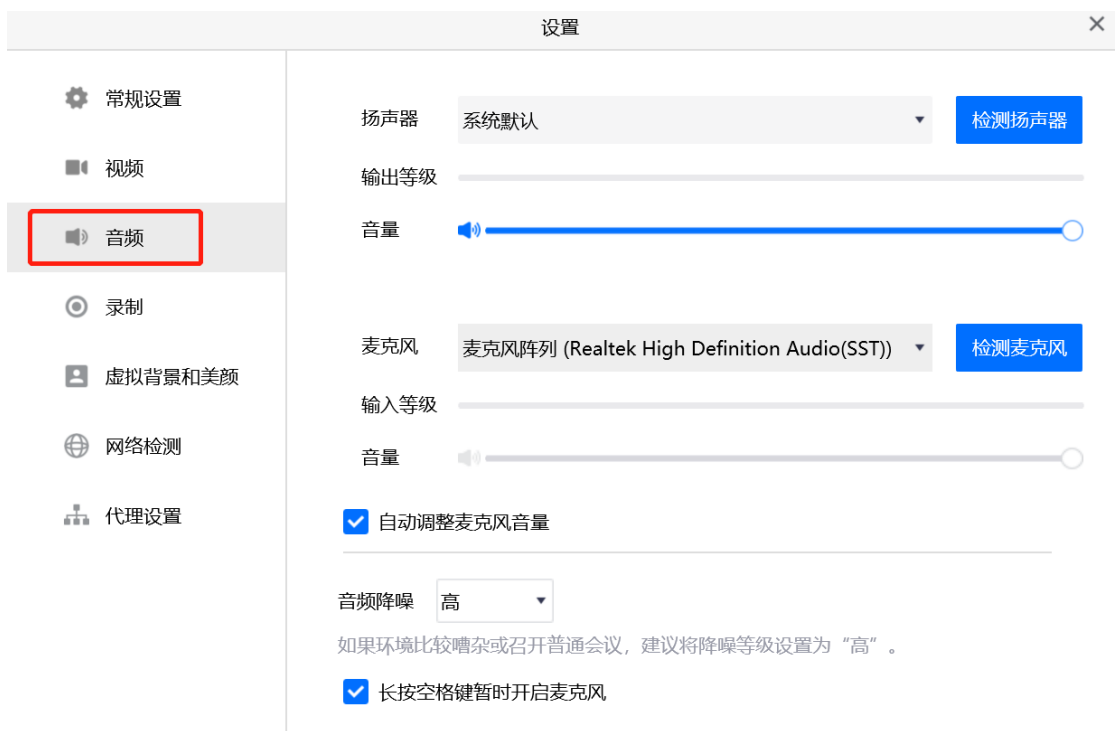 设置
常规设置
视频
音频
录制
虚拟背景和美颜
网络检测
代理设置
扬声器
系统默认
检测扬声器
输出等级
音量
麦克风
麦克风阵列 (Realtek High Definition Audio(SST))
检测麦克风
输入等级
音量
自动调整麦克风音量
音频降噪
高
如果环境比较嘈杂或召开普通会议，建议将降噪等级设置为“高”。
长按空格键暂时开启麦克风